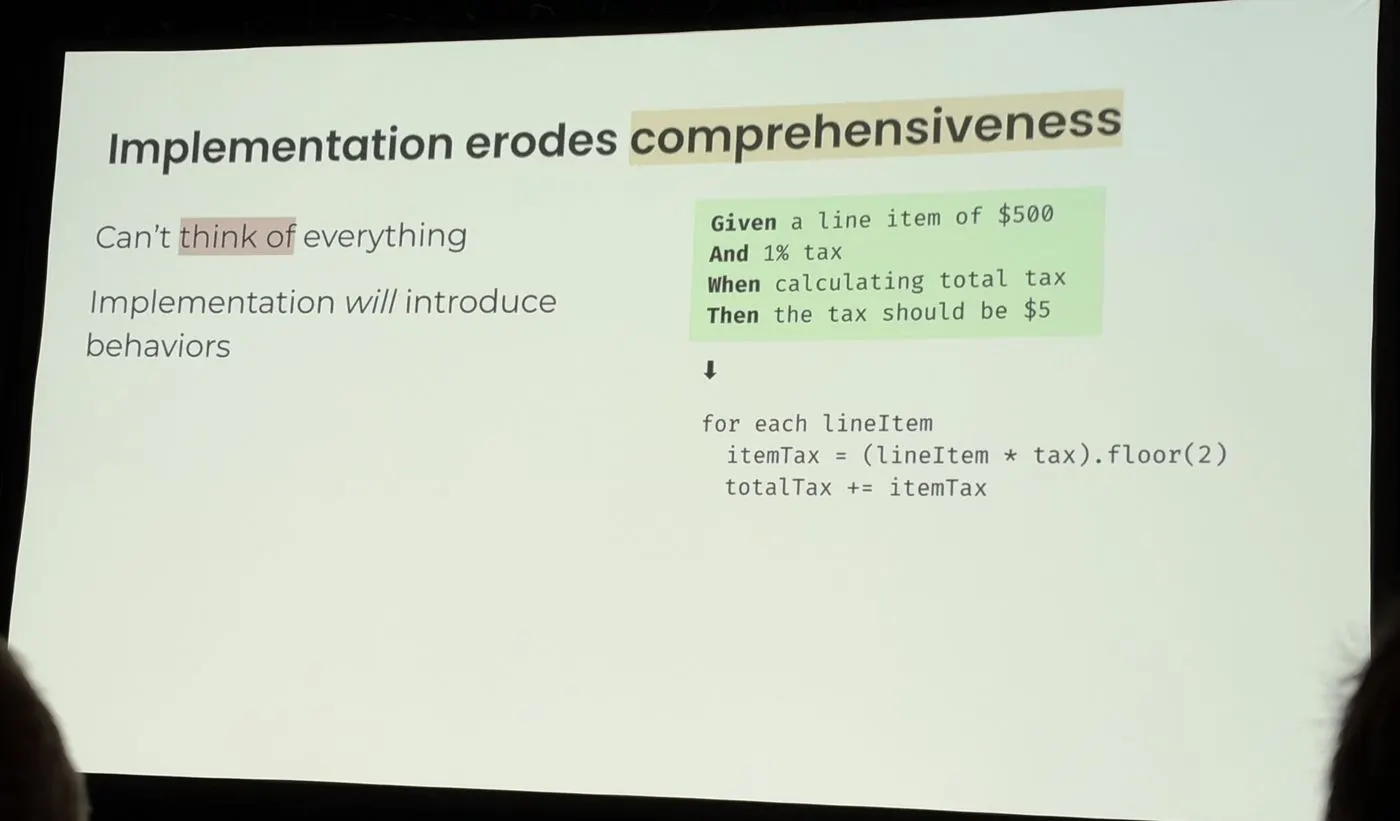 Implementation erodes comprehensiveness
Can't think of everything
Implementation will introduce
behaviors
Given a line item of $500
And 1% tax
When calculating total tax
Then the tax should be $5
⬇
for each lineItem
itemTax = (lineItem * tax).floor(2)
totalTax += itemTax